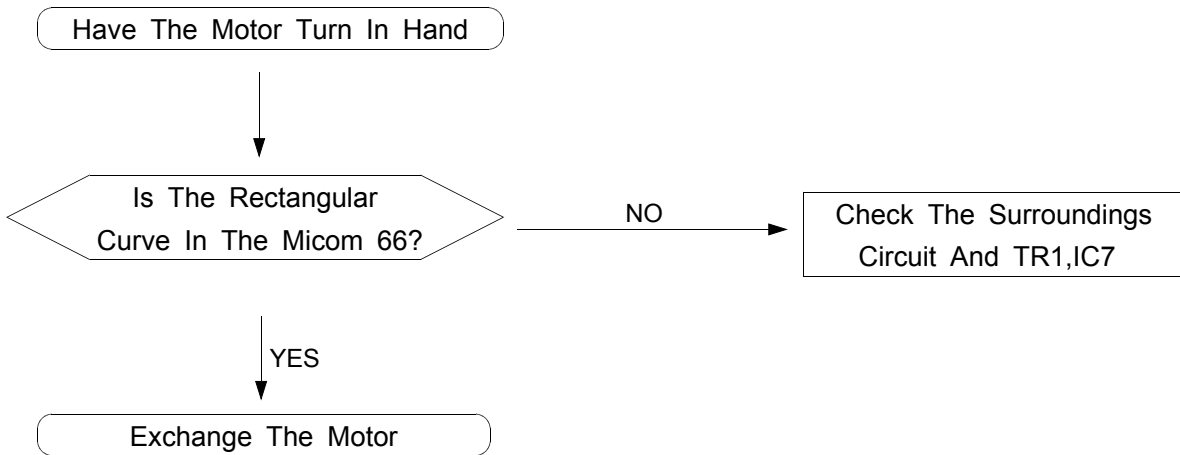 Have The Motor Turn In Hand
Is The Rectangular
Curve In The Micom 66?
NO
Check The Surroundings
Circuit And TR1,IC7
YES
Exchange The Motor